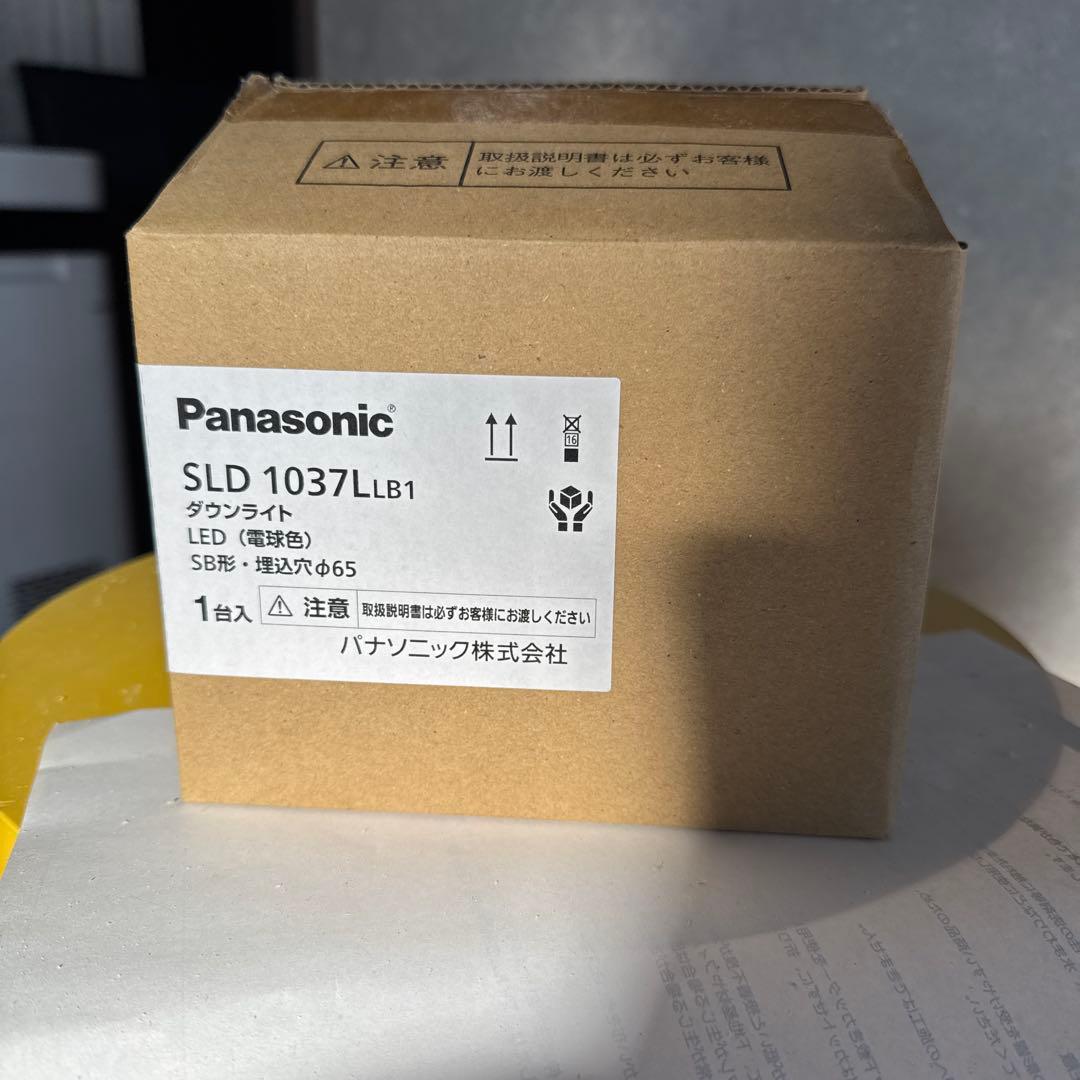 ⚠ 注意 取扱説明書は必ずお客様
にお渡しください
Panasonic®
SLD 1037LLB1
ダウンライト
LED（電球色）
SB形・埋込穴φ65
1台入
⚠ 注意 取扱説明書は必ずお客様にお渡しください
パナソニック株式会社
16